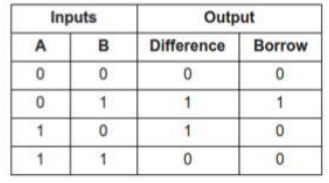 Inputs Output
A B Difference Borrow
0 0 0 0
0 1 1 1
1 0 1 0
1 1 0 0